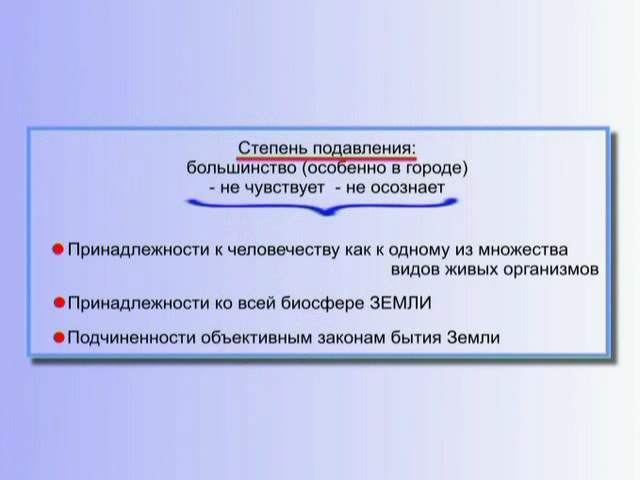 Степень подавления:
большинство (особенно в городе)
- не чувствует - не осознает
Принадлежности к человечеству как к одному из множества
видов живых организмов
Принадлежности ко всей биосфере ЗЕМЛИ
Подчиненности объективным законам бытия Земли